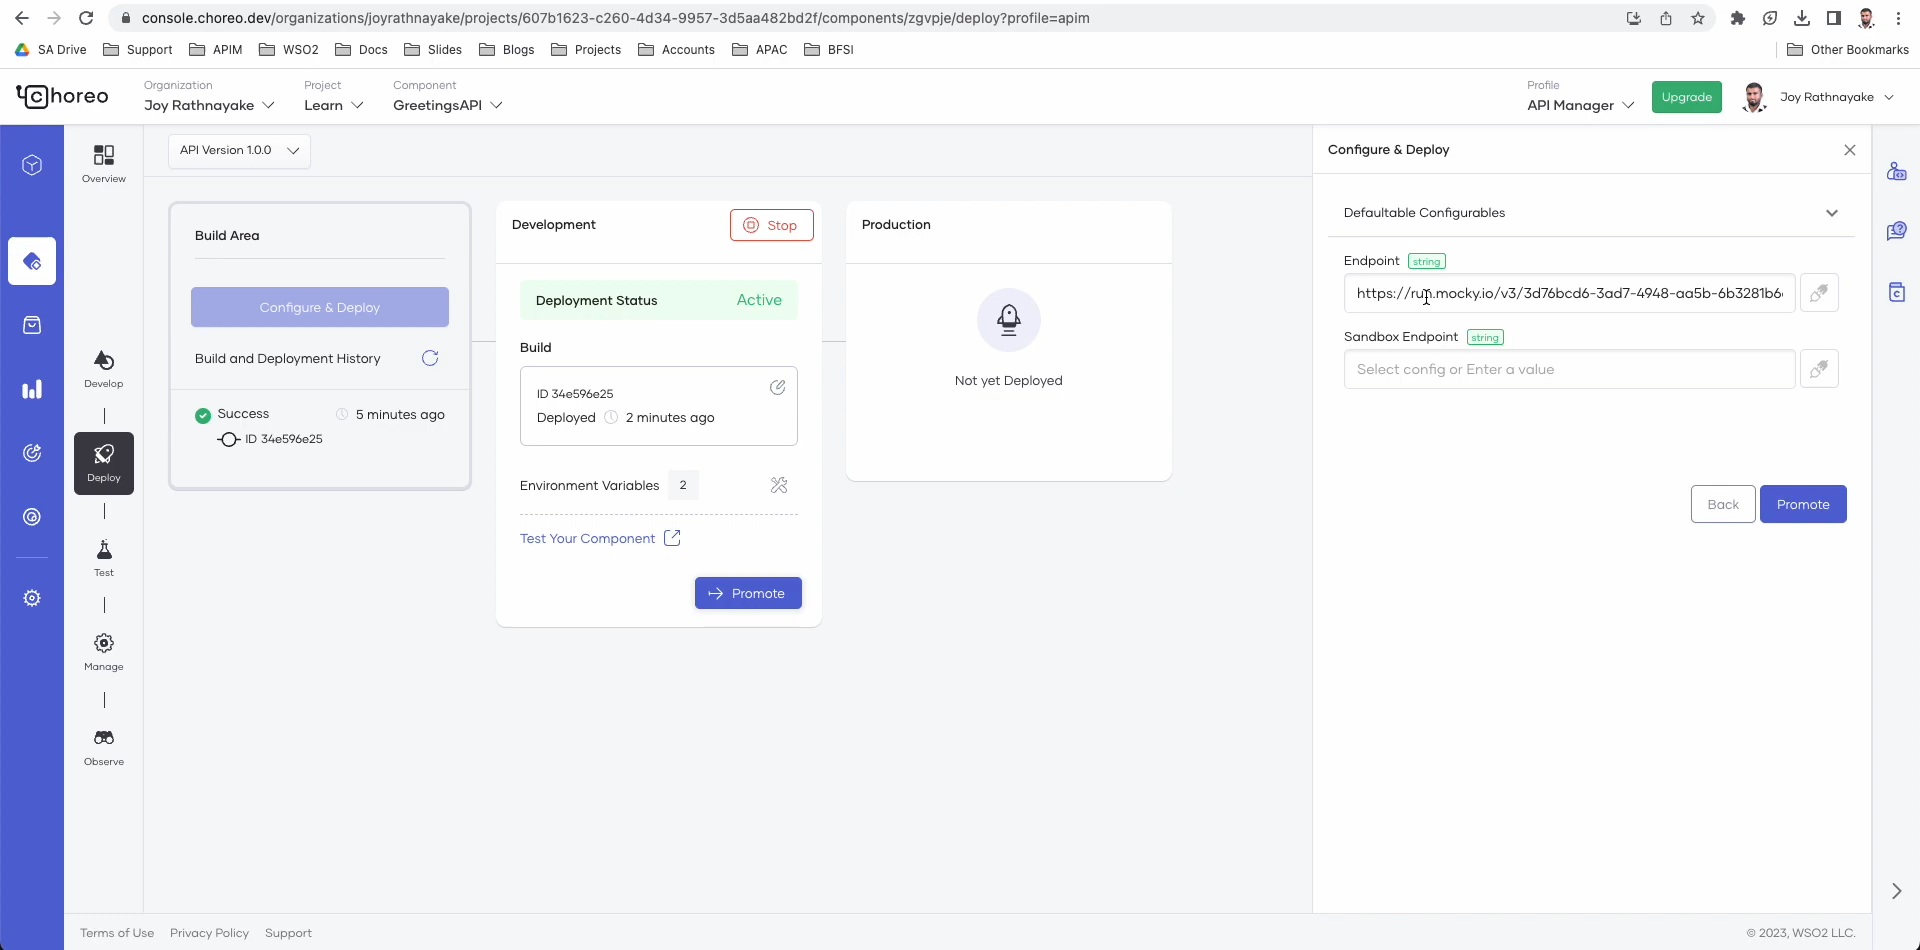 console.choreo.dev/organizations/joyrathnayake/projects/607b1623-c260-4d34-9957-3d5aa482bd2f/components/zgvpje/deploy?profile=apim
SA Drive Support APIM WSO2 Docs Slides Blogs Projects Accounts APAC BFSI Other Bookmarks
Choreo
Organization Project Component Profile
Joy Rathnayake Learn GreetingsAPI API Manager Upgrade Joy Rathnayake
API Version 1.0.0
Overview
Develop
Deploy
Test
Manage
Observe
Build Area
Configure & Deploy
Build and Deployment History
Success 5 minutes ago
ID 34e596e25
Development Stop
Deployment Status Active
Build
ID 34e596e25
Deployed 2 minutes ago
Environment Variables 2
Test Your Component
Promote
Production
Not yet Deployed
Configure & Deploy
Defaultable Configurables
Endpoint string
https://run.mocky.io/v3/3d76bcd6-3ad7-4948-aa5b-6b3281b6
Sandbox Endpoint string
Select config or Enter a value
Back Promote
Terms of Use Privacy Policy Support © 2023, WSO2 LLC.